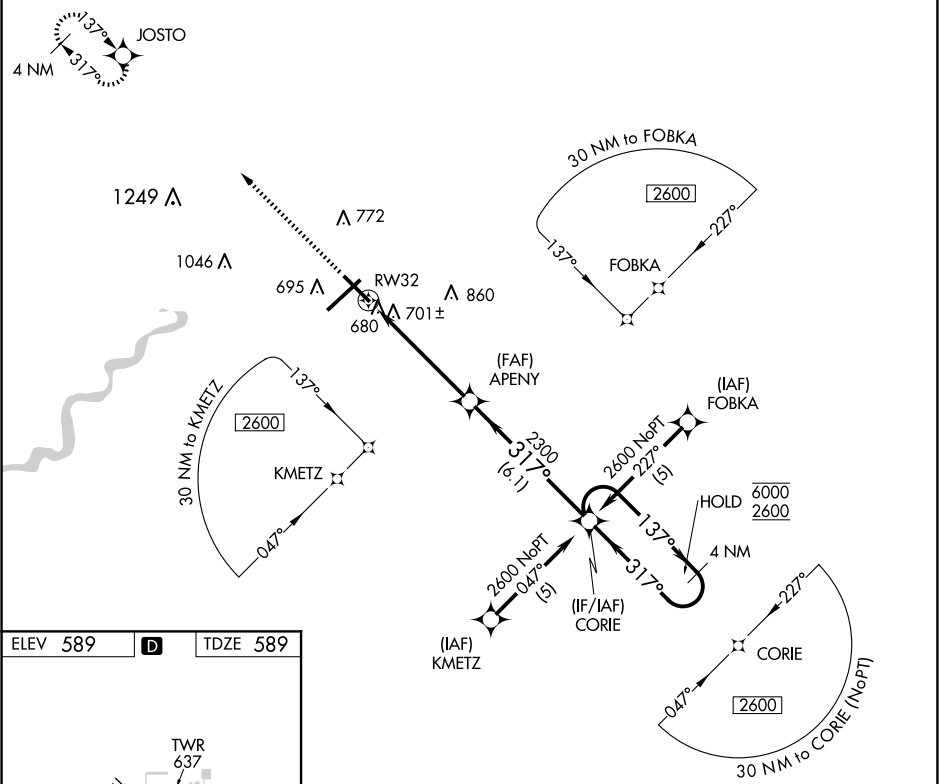 137°
JOSTO
4 NM
317°
30 NM to FOBKA
2600
227°
137°
FOBKA
1249
772
1046
695
RW32
860
680
701±
(FAF)
APENY
137°
30 NM to KMETZ
2600
KMETZ
047°
(IAF)
FOBKA
2300
317°
(6.1)
2600 NoPT
227°
(5)
HOLD
6000
2600
137°
4 NM
317°
2600 NoPT
047°
(5)
(IF/IAF)
CORIE
(IAF)
KMETZ
227°
CORIE
047°
2600
30 NM to CORIE (NoPT)
ELEV 589
D
TDZE 589
TWR
637